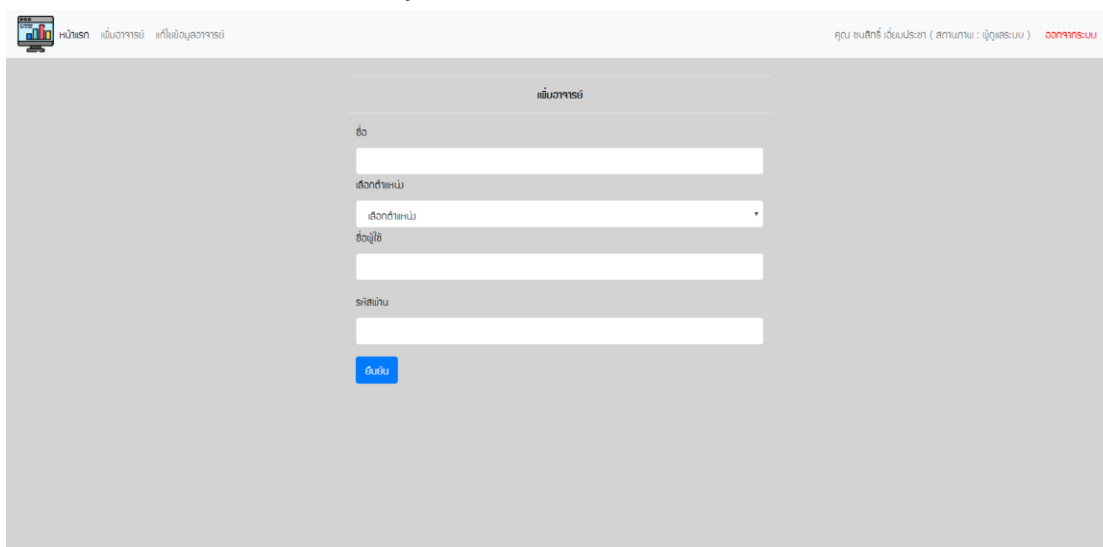 หน้าแรก เพิ่มอาจารย์ แก้ไขข้อมูลอาจารย์ คุณ ชนสิทธิ์ เอี่ยมประชา ( สถานภาพ : ผู้ดูแลระบบ ) ออกจากระบบ
เพิ่มอาจารย์
ชื่อ
เลือกตำแหน่ง
เลือกตำแหน่ง
ชื่อผู้ใช้
รหัสผ่าน
ยืนยัน